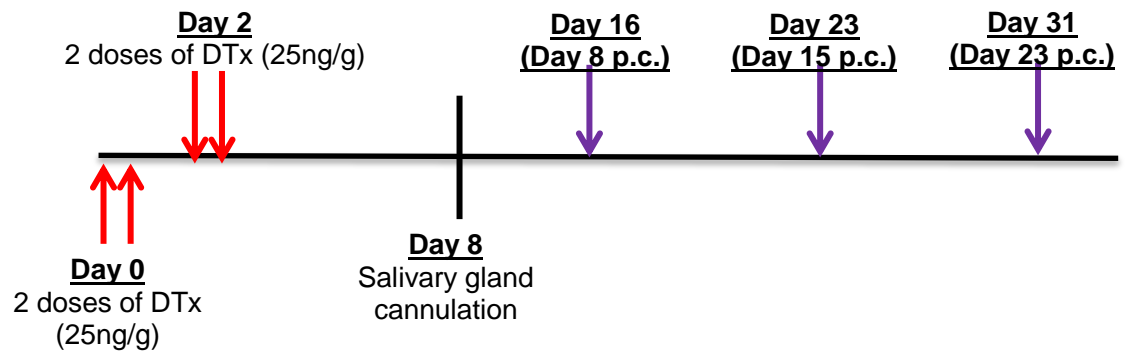 Day 2
2 doses of DTx (25ng/g)
Day 16
(Day 8 p.c.)
Day 23
(Day 15 p.c.)
Day 31
(Day 23 p.c.)
Day 0
2 doses of DTx
(25ng/g)
Day 8
Salivary gland
cannulation